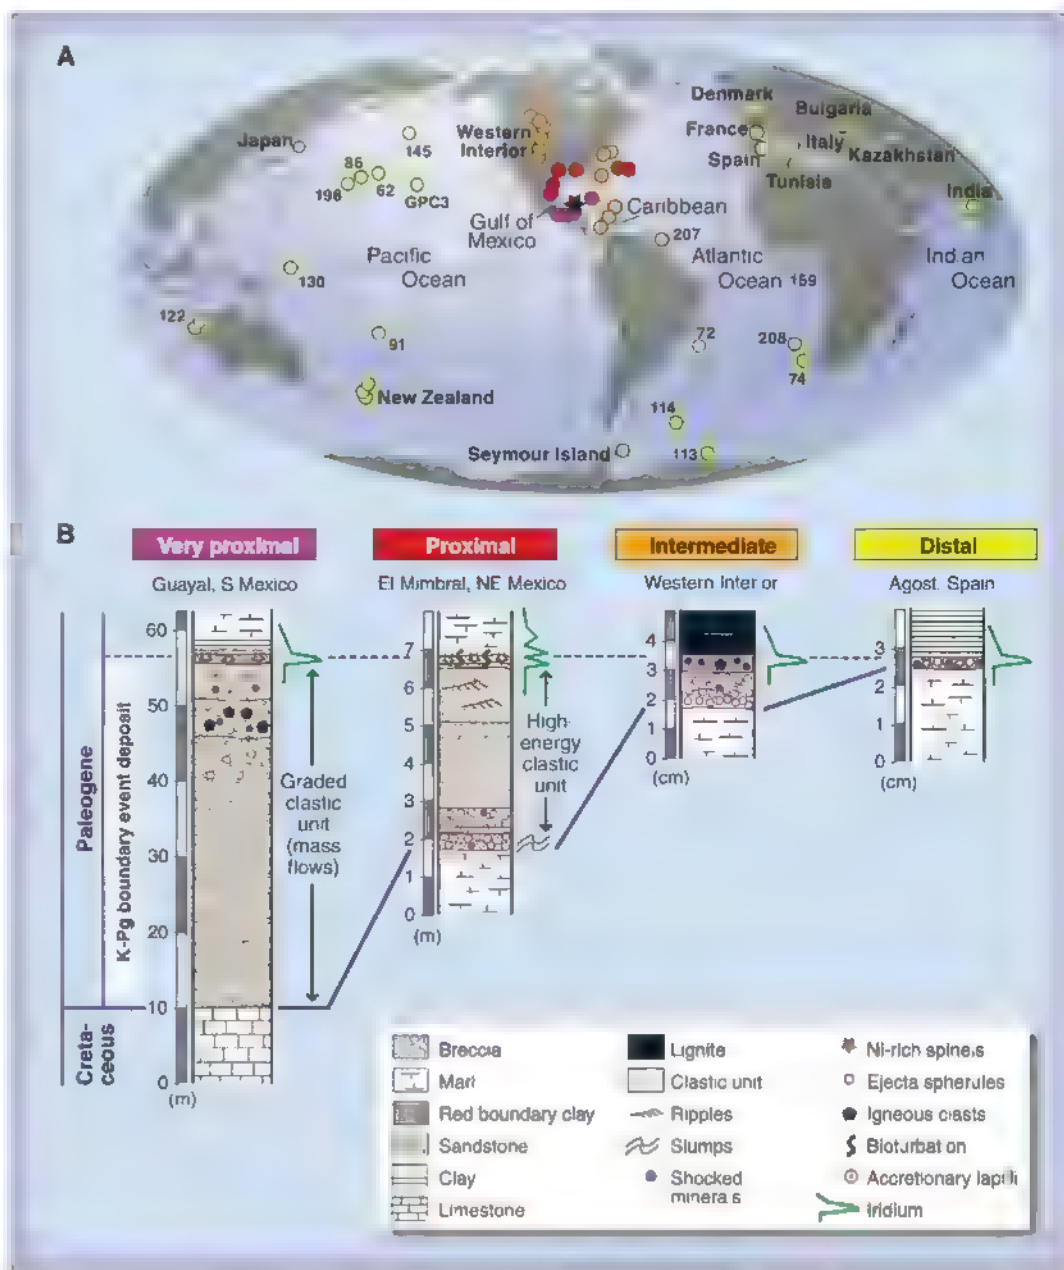 A
Denmark
Bulgaria
Japan
Western
Interior
France
Italy
Kazakhstan
145
Spain
86
Tunisia
198
62
GPC3
India
Gulf of
Mexico
Caribbean
207
Pacific
Ocean
Atlantic
Ocean
159
Indian
Ocean
130
122
91
72
208
74
New Zealand
114
Seymour Island
113
B
Very proximal
Proximal
Intermediate
Distal
Guayal, S Mexico
El Mimbral, NE Mexico
Western Interior
Agost, Spain
60
50
40
30
20
10
0
(m)
Paleogene
K-Pg boundary event deposit
Creta-
ceous
Graded
clastic
unit
(mass
flows)
7
6
5
4
3
2
1
0
(m)
High-
energy
clastic
unit
4
3
2
1
0
(cm)
3
2
1
0
(cm)
Breccia
Lignite
Ni-rich spinels
Marl
Clastic unit
Ejecta spherules
Red boundary clay
Ripples
Igneous clasts
Sandstone
Slumps
Bioturbation
Clay
Shocked
minerals
Accretionary lapilli
Limestone
Iridium